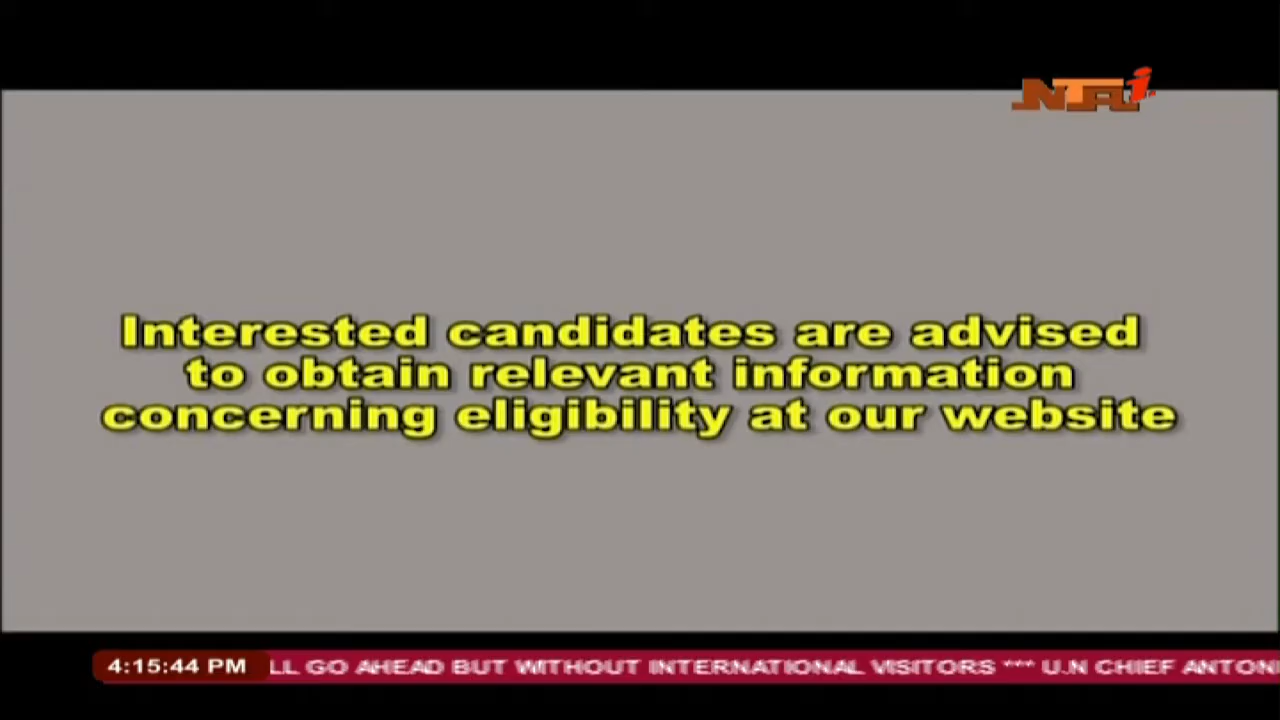 NTAi
Interested candidates are advised
to obtain relevant information
concerning eligibility at our website
4:15:44 PM LL GO AHEAD BUT WITHOUT INTERNATIONAL VISITORS *** U.N CHIEF ANTONI